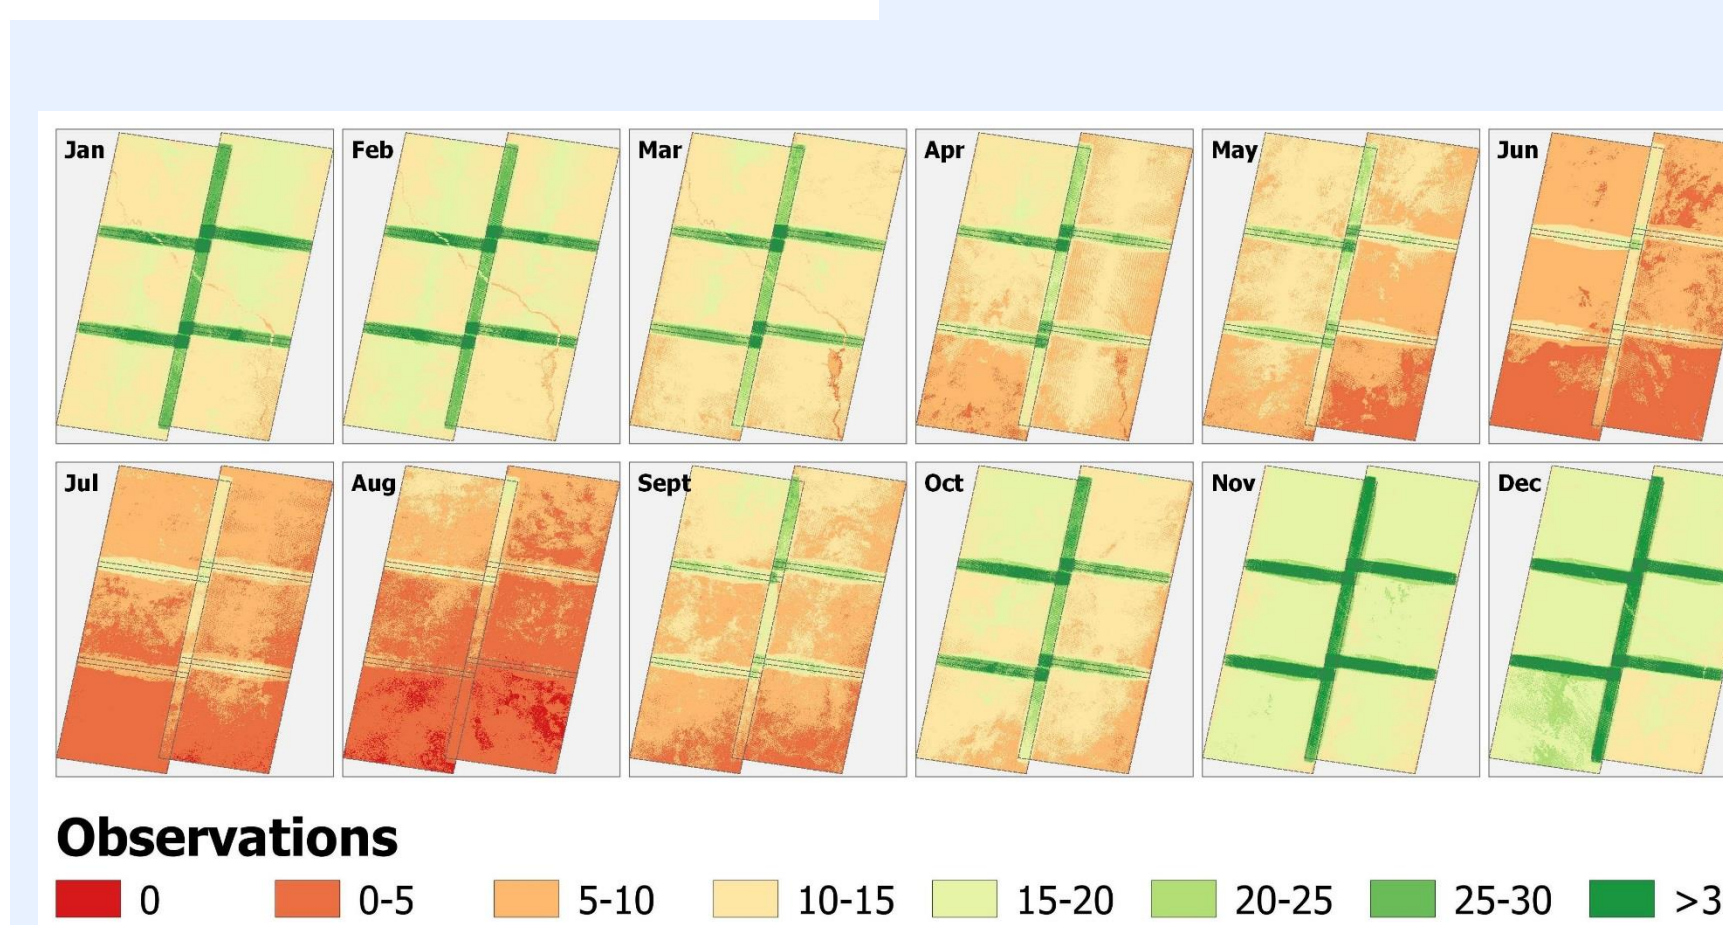 Jan Feb Mar Apr May Jun
Jul Aug Sept Oct Nov Dec
Observations
0 0-5 5-10 10-15 15-20 20-25 25-30 >3